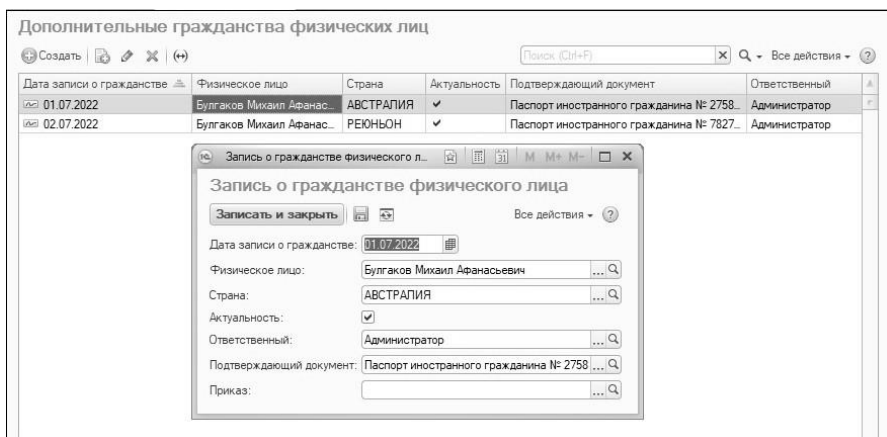 Дополнительные гражданства физических лиц
Создать Поиск (Ctrl+F) Все действия
Дата записи о гражданстве Физическое лицо Страна Актуальность Подтверждающий документ Ответственный
01.07.2022 Булгаков Михаил Афанас... АВСТРАЛИЯ Паспорт иностранного гражданина № 2758... Администратор
02.07.2022 Булгаков Михаил Афанас... РЕЮНЬОН Паспорт иностранного гражданина № 7827... Администратор
1С Запись о гражданстве физического л... 31 M M+ M-
Запись о гражданстве физического лица
Записать и закрыть Все действия ?
Дата записи о гражданстве: 01.07.2022
Физическое лицо: Булгаков Михаил Афанасьевич ...
Страна: АВСТРАЛИЯ ...
Актуальность:
Ответственный: Администратор ...
Подтверждающий документ: Паспорт иностранного гражданина № 2758 ...
Приказ: ...